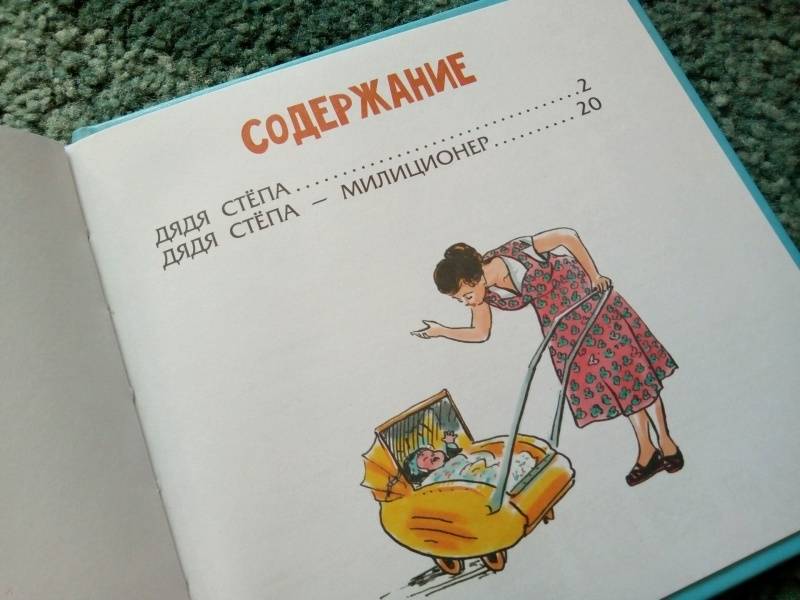 СОДЕРЖАНИЕ
ДЯДЯ СТЁПА........................................2
ДЯДЯ СТЁПА – МИЛИЦИОНЕР..........20